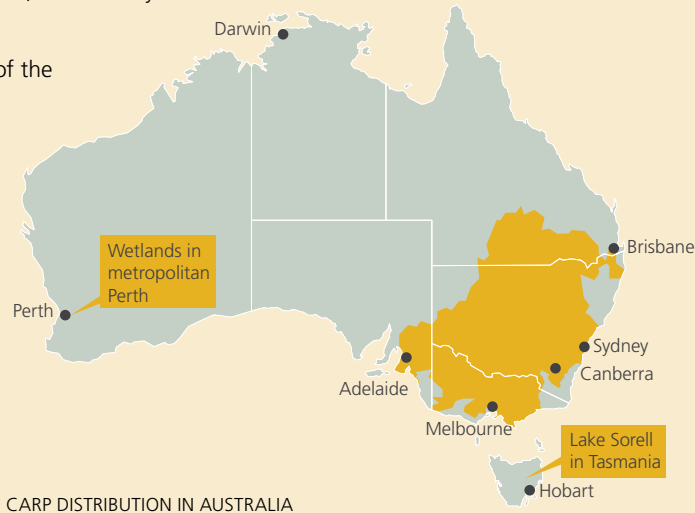 of the
Darwin
Wetlands in
metropolitan
Perth
Brisbane
Perth
Sydney
Canberra
Adelaide
Melbourne
Lake Sorell
in Tasmania
Hobart
CARP DISTRIBUTION IN AUSTRALIA